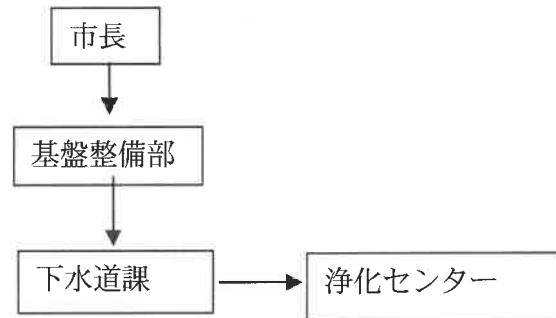 市長
基盤整備部
下水道課
浄化センター